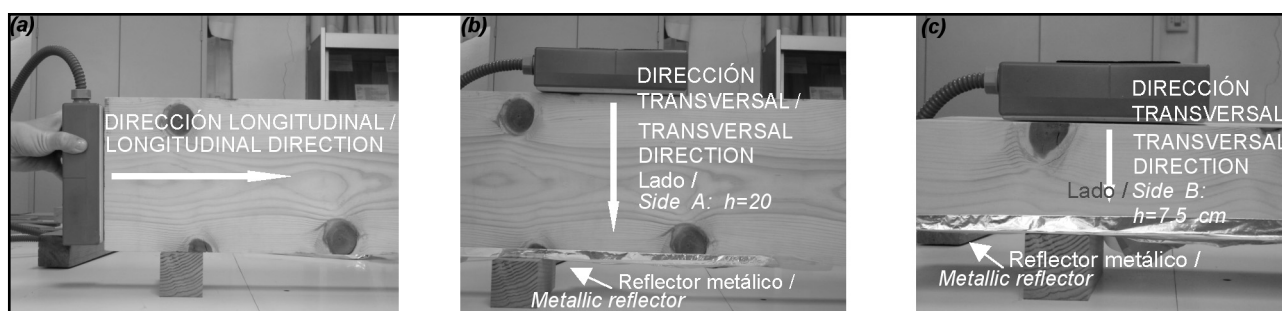 (a)
DIRECCIÓN LONGITUDINAL /
LONGITUDINAL DIRECTION
(b)
DIRECCIÓN
TRANSVERSAL /
TRANSVERSAL
DIRECTION
Lado /
Side A: h=20
Reflector metálico /
Metallic reflector
(c)
DIRECCIÓN
TRANSVERSAL
TRANSVERSAL
DIRECTION
Lado / Side B:
h=7.5 cm
Reflector metálico /
Metallic reflector